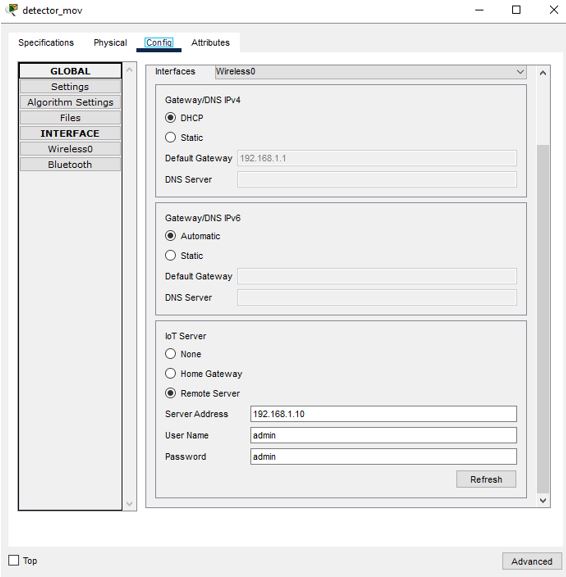 detector_mov
Specifications Physical Config Attributes
GLOBAL
Settings
Algorithm Settings
Files
INTERFACE
Wireless0
Bluetooth
Interfaces Wireless0
Gateway/DNS IPv4
DHCP
Static
Default Gateway 192.168.1.1
DNS Server
Gateway/DNS IPv6
Automatic
Static
Default Gateway
DNS Server
IoT Server
None
Home Gateway
Remote Server
Server Address 192.168.1.10
User Name admin
Password admin
Refresh
Top Advanced